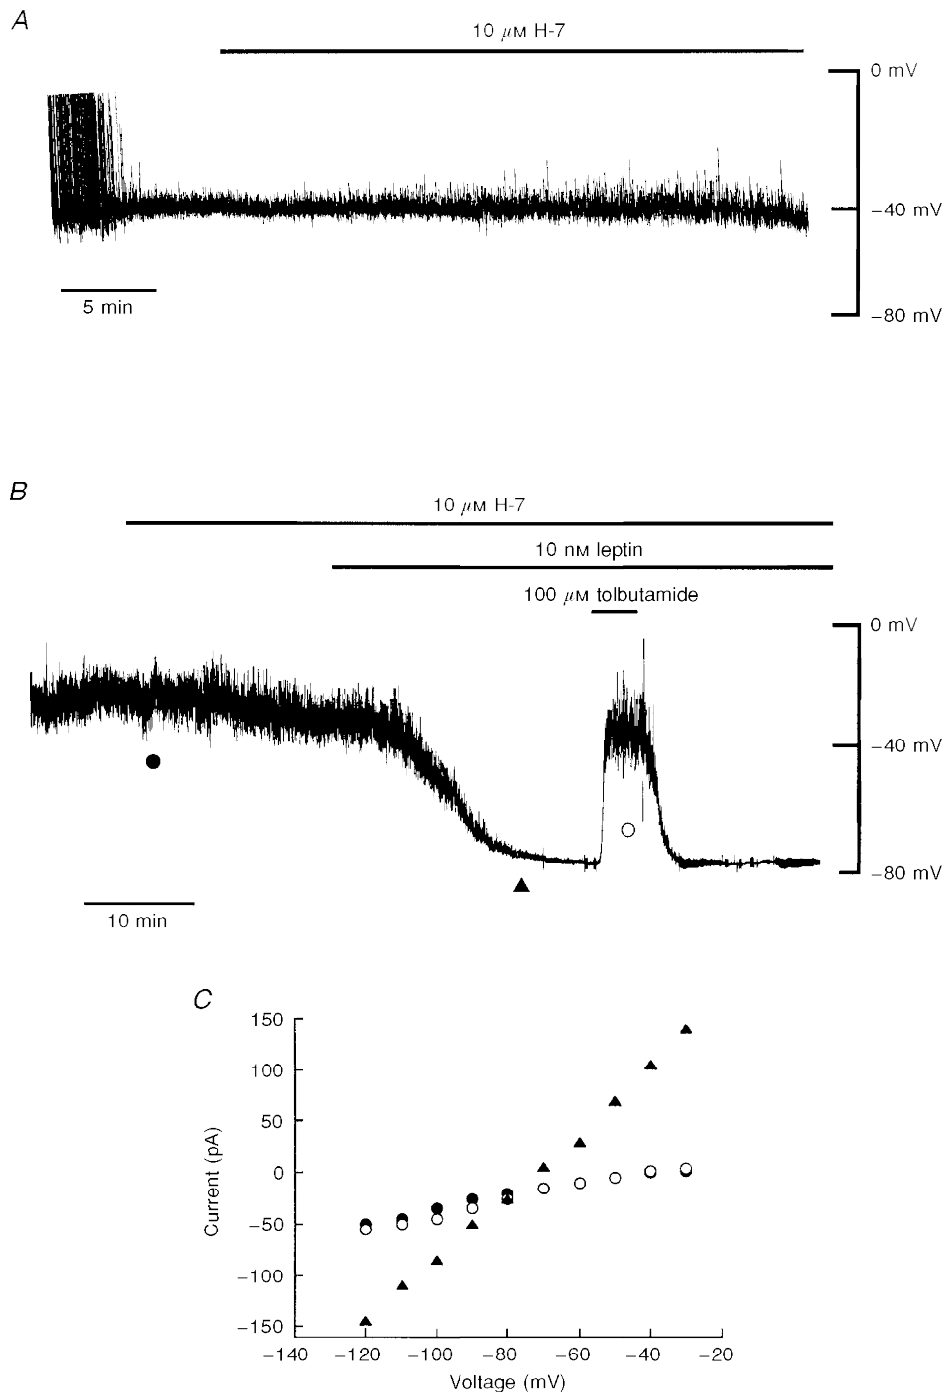 A
10 μM H-7
0 mV
−40 mV
−80 mV
5 min
B
10 μM H-7
10 nM leptin
100 μM tolbutamide
0 mV
−40 mV
−80 mV
10 min
C
150
100
50
0
−50
−100
−150
Current (pA)
−140 −120 −100 −80 −60 −40 −20
Voltage (mV)